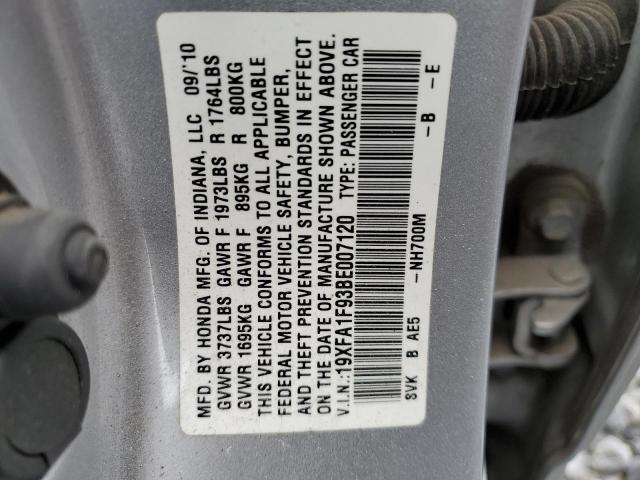 MFD. BY HONDA MFG. OF INDIANA, LLC 09/'10
GVWR 3737LBS GAWR F 1973LBS R 1764LBS
GVWR 1695KG GAWR F 895KG R 800KG
THIS VEHICLE CONFORMS TO ALL APPLICABLE
FEDERAL MOTOR VEHICLE SAFETY, BUMPER,
AND THEFT PREVENTION STANDARDS IN EFFECT
ON THE DATE OF MANUFACTURE SHOWN ABOVE.
V.I.N.:19XFA1F93BE007120 TYPE: PASSENGER CAR
SVK B AE5 -NH700M -B -E